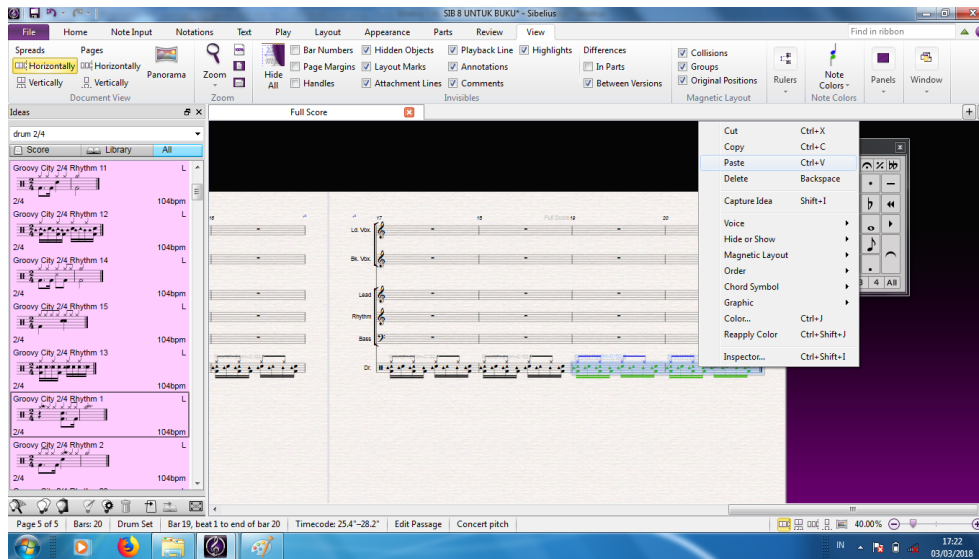 SIB 8 UNTUK BUKU* - Sibelius
File Home Note Input Notations Text Play Layout Appearance Parts Review View Find in ribbon
Spreads Pages
Horizontally Horizontally
Vertically Vertically
Panorama
Document View
Zoom
Zoom
Hide All
Bar Numbers Hidden Objects Playback Line Highlights
Page Margins Layout Marks Annotations
Handles Attachment Lines Comments
Invisibles
Differences
In Parts
Between Versions
Collisions
Groups
Original Positions
Magnetic Layout
Rulers
Note Colors
Note Colors
Panels
Window
Ideas
Full Score
drum 2/4
Score Library All
Groovy City 2/4 Rhythm 11 L
2/4 104bpm
Groovy City 2/4 Rhythm 12 L
2/4 104bpm
Groovy City 2/4 Rhythm 14 L
2/4 104bpm
Groovy City 2/4 Rhythm 15 L
2/4 104bpm
Groovy City 2/4 Rhythm 13 L
2/4 104bpm
Groovy City 2/4 Rhythm 1 L
2/4 104bpm
Groovy City 2/4 Rhythm 2 L
2/4 104bpm
16 17 18 Full Score 19 20
Ld. Vox.
Bk. Vox.
Lead
Rhythm
Bass
Dr.
Cut Ctrl+X
Copy Ctrl+C
Paste Ctrl+V
Delete Backspace
Capture Idea Shift+I
Voice
Hide or Show
Magnetic Layout
Order
Chord Symbol
Graphic
Color... Ctrl+J
Reapply Color Ctrl+Shift+J
Inspector... Ctrl+Shift+I
3 4 All
Page 5 of 5 Bars: 20 Drum Set Bar 19, beat 1 to end of bar 20 Timecode: 25.4"–28.2" Edit Passage Concert pitch 40.00%
IN 17:22
03/03/2018